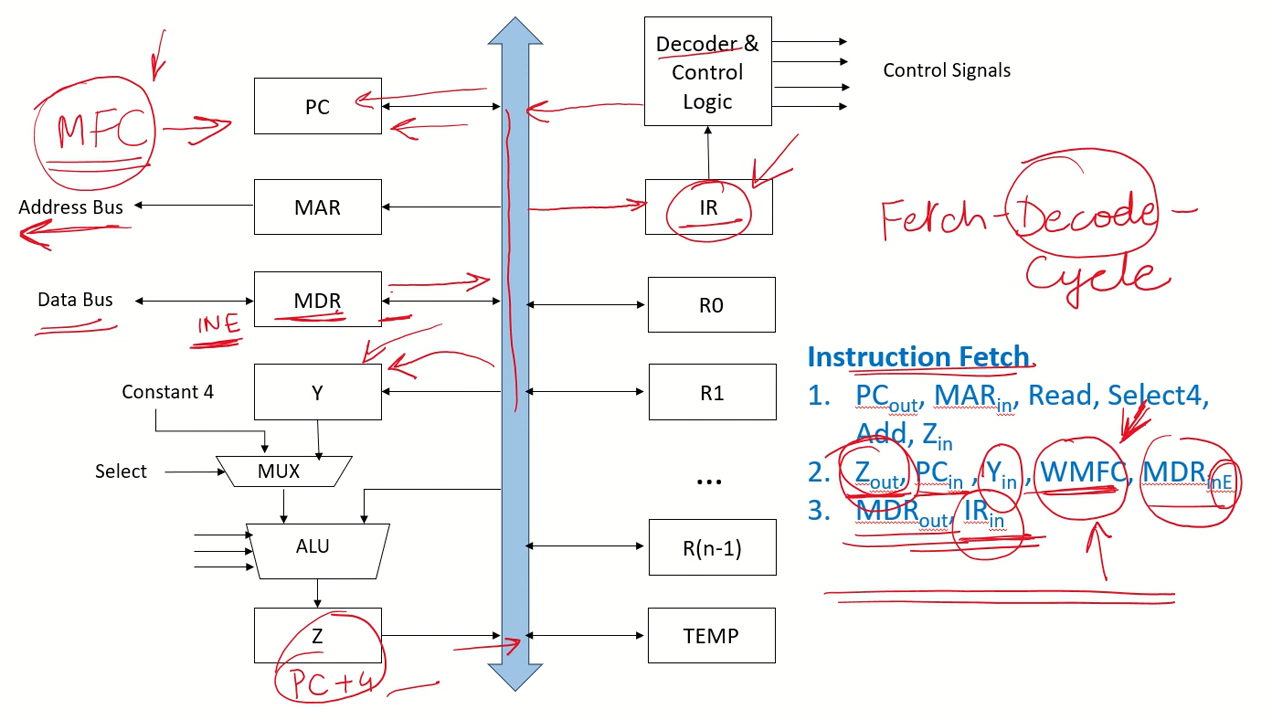 Decoder &
Control
Logic
Control Signals
PC
MFC
Address Bus
MAR
IR
Fetch-Decode-
Cycle
Data Bus
MDR
INE
R0
Instruction Fetch.
Constant 4
Y
R1
1. PCout, MARin, Read, Select4,
Add, Zin
Select
MUX
...
2. Zout, PCin , Yin , WMFC, MDRinE
3. MDRout, IRin
ALU
R(n-1)
Z
TEMP
PC+4